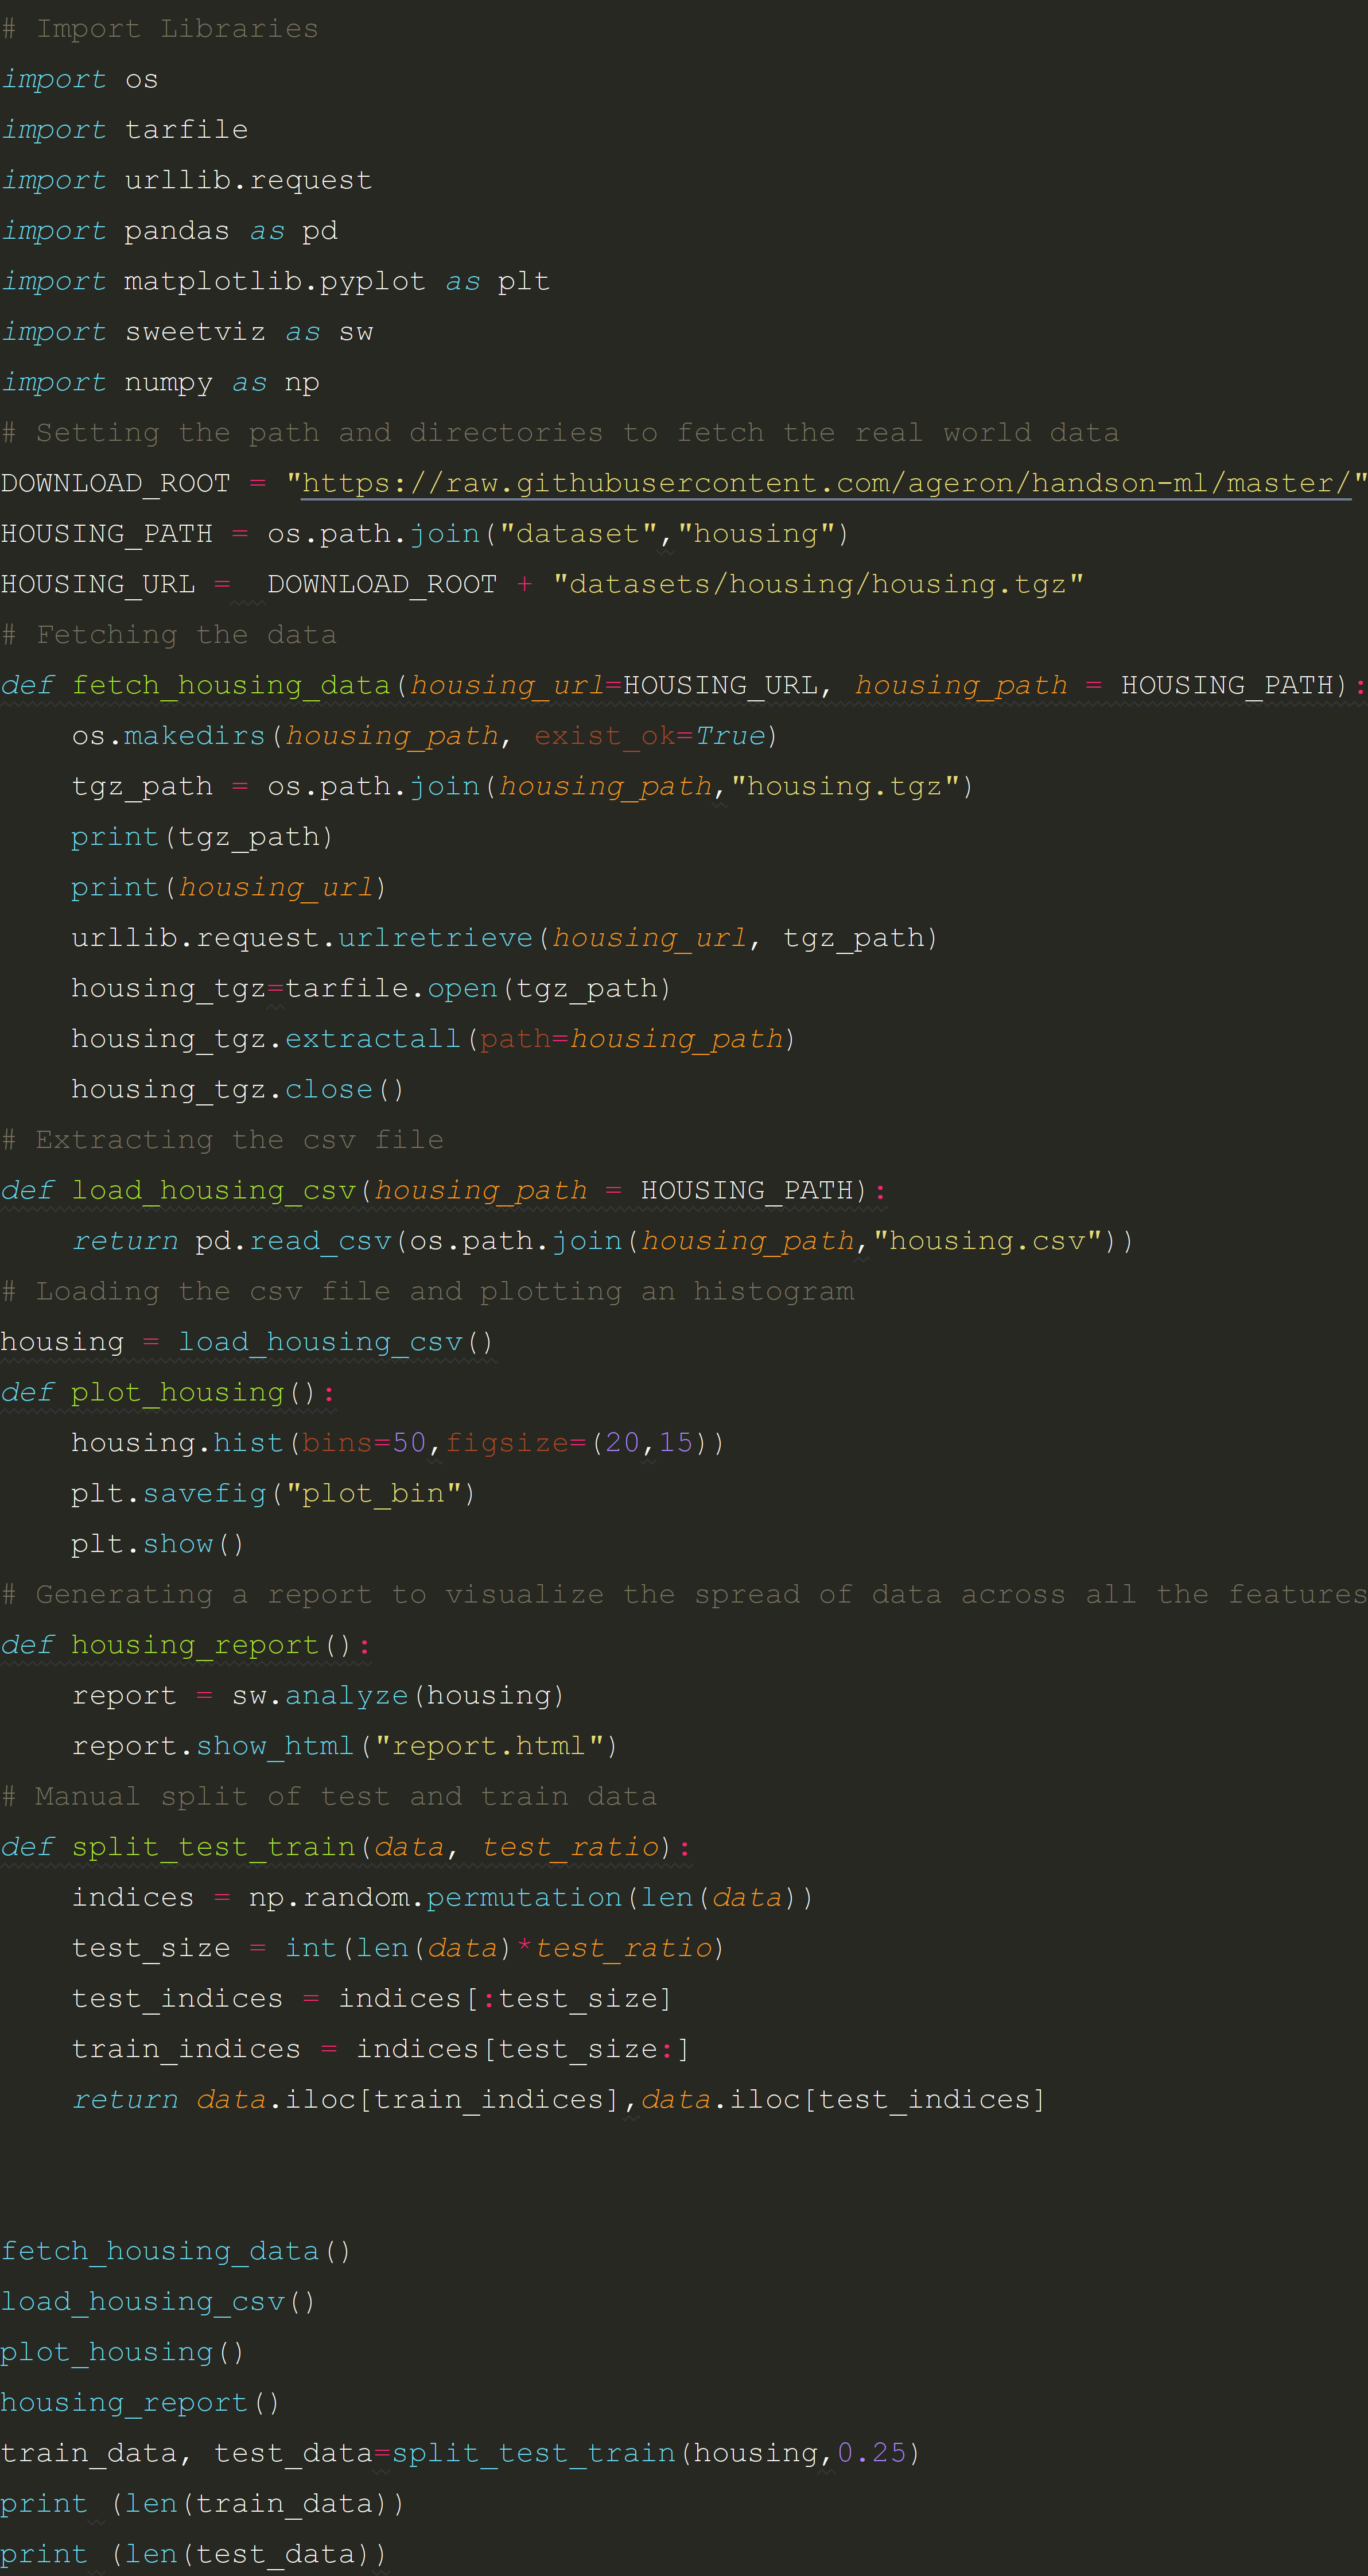 # Import Libraries
import os
import tarfile
import urllib.request
import pandas as pd
import matplotlib.pyplot as plt
import sweetviz as sw
import numpy as np
# Setting the path and directories to fetch the real world data
DOWNLOAD_ROOT = "https://raw.githubusercontent.com/ageron/handson-ml/master/"
HOUSING_PATH = os.path.join("dataset","housing")
HOUSING_URL =  DOWNLOAD_ROOT + "datasets/housing/housing.tgz"
# Fetching the data
def fetch_housing_data(housing_url=HOUSING_URL, housing_path = HOUSING_PATH):
    os.makedirs(housing_path, exist_ok=True)
    tgz_path = os.path.join(housing_path,"housing.tgz")
    print(tgz_path)
    print(housing_url)
    urllib.request.urlretrieve(housing_url, tgz_path)
    housing_tgz=tarfile.open(tgz_path)
    housing_tgz.extractall(path=housing_path)
    housing_tgz.close()
# Extracting the csv file
def load_housing_csv(housing_path = HOUSING_PATH):
    return pd.read_csv(os.path.join(housing_path,"housing.csv"))
# Loading the csv file and plotting an histogram
housing = load_housing_csv()
def plot_housing():
    housing.hist(bins=50,figsize=(20,15))
    plt.savefig("plot_bin")
    plt.show()
# Generating a report to visualize the spread of data across all the features
def housing_report():
    report = sw.analyze(housing)
    report.show_html("report.html")
# Manual split of test and train data
def split_test_train(data, test_ratio):
    indices = np.random.permutation(len(data))
    test_size = int(len(data)*test_ratio)
    test_indices = indices[:test_size]
    train_indices = indices[test_size:]
    return data.iloc[train_indices],data.iloc[test_indices]
fetch_housing_data()
load_housing_csv()
plot_housing()
housing_report()
train_data, test_data=split_test_train(housing,0.25)
print (len(train_data))
print (len(test_data))